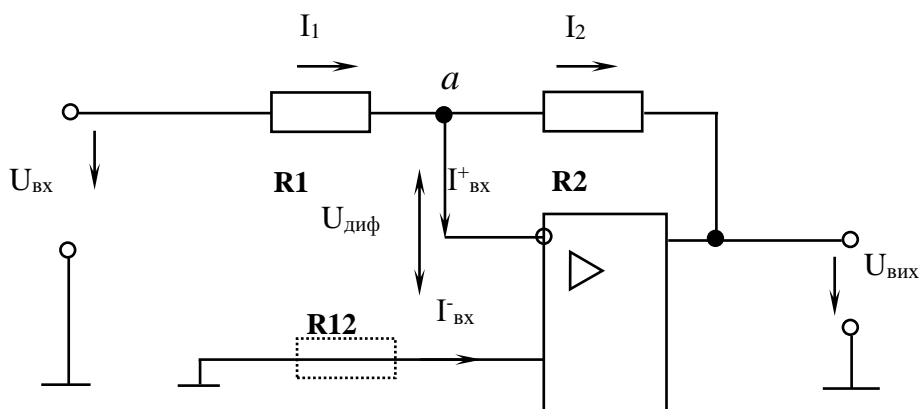 I₁
I₂
a
Uвх
R1
I⁺вх
R2
Uдиф
Uвих
I⁻вх
R12